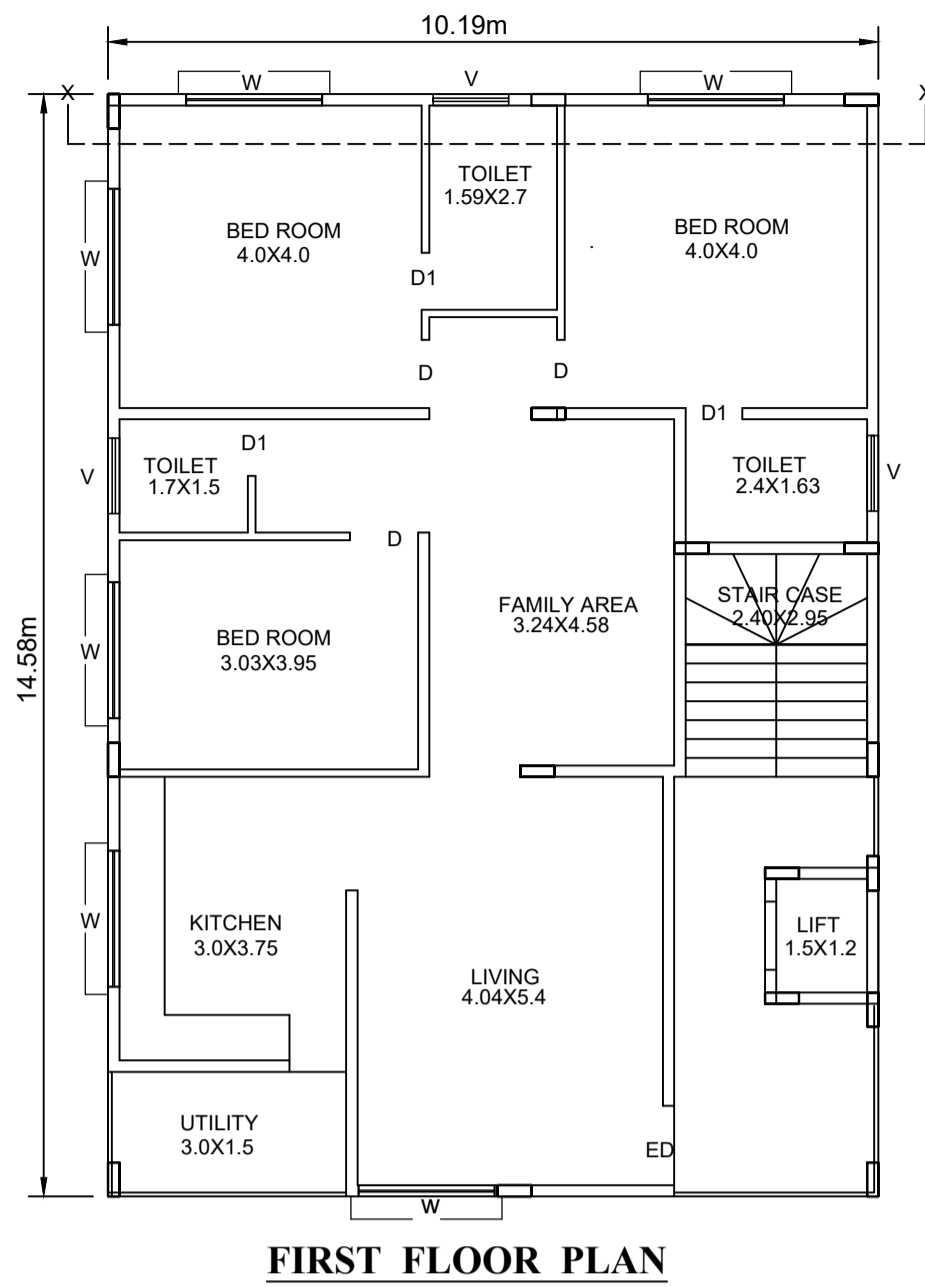 10.19m
X
W
V
W
X
TOILET
1.59X2.7
BED ROOM
4.0X4.0
BED ROOM
4.0X4.0
W
D1
D
D
D1
D1
V
TOILET
1.7X1.5
TOILET
2.4X1.63
V
D
14.58m
STAIR CASE
2.40X2.95
FAMILY AREA
3.24X4.58
BED ROOM
3.03X3.95
W
KITCHEN
3.0X3.75
W
LIFT
1.5X1.2
LIVING
4.04X5.4
UTILITY
3.0X1.5
ED
W
FIRST FLOOR PLAN